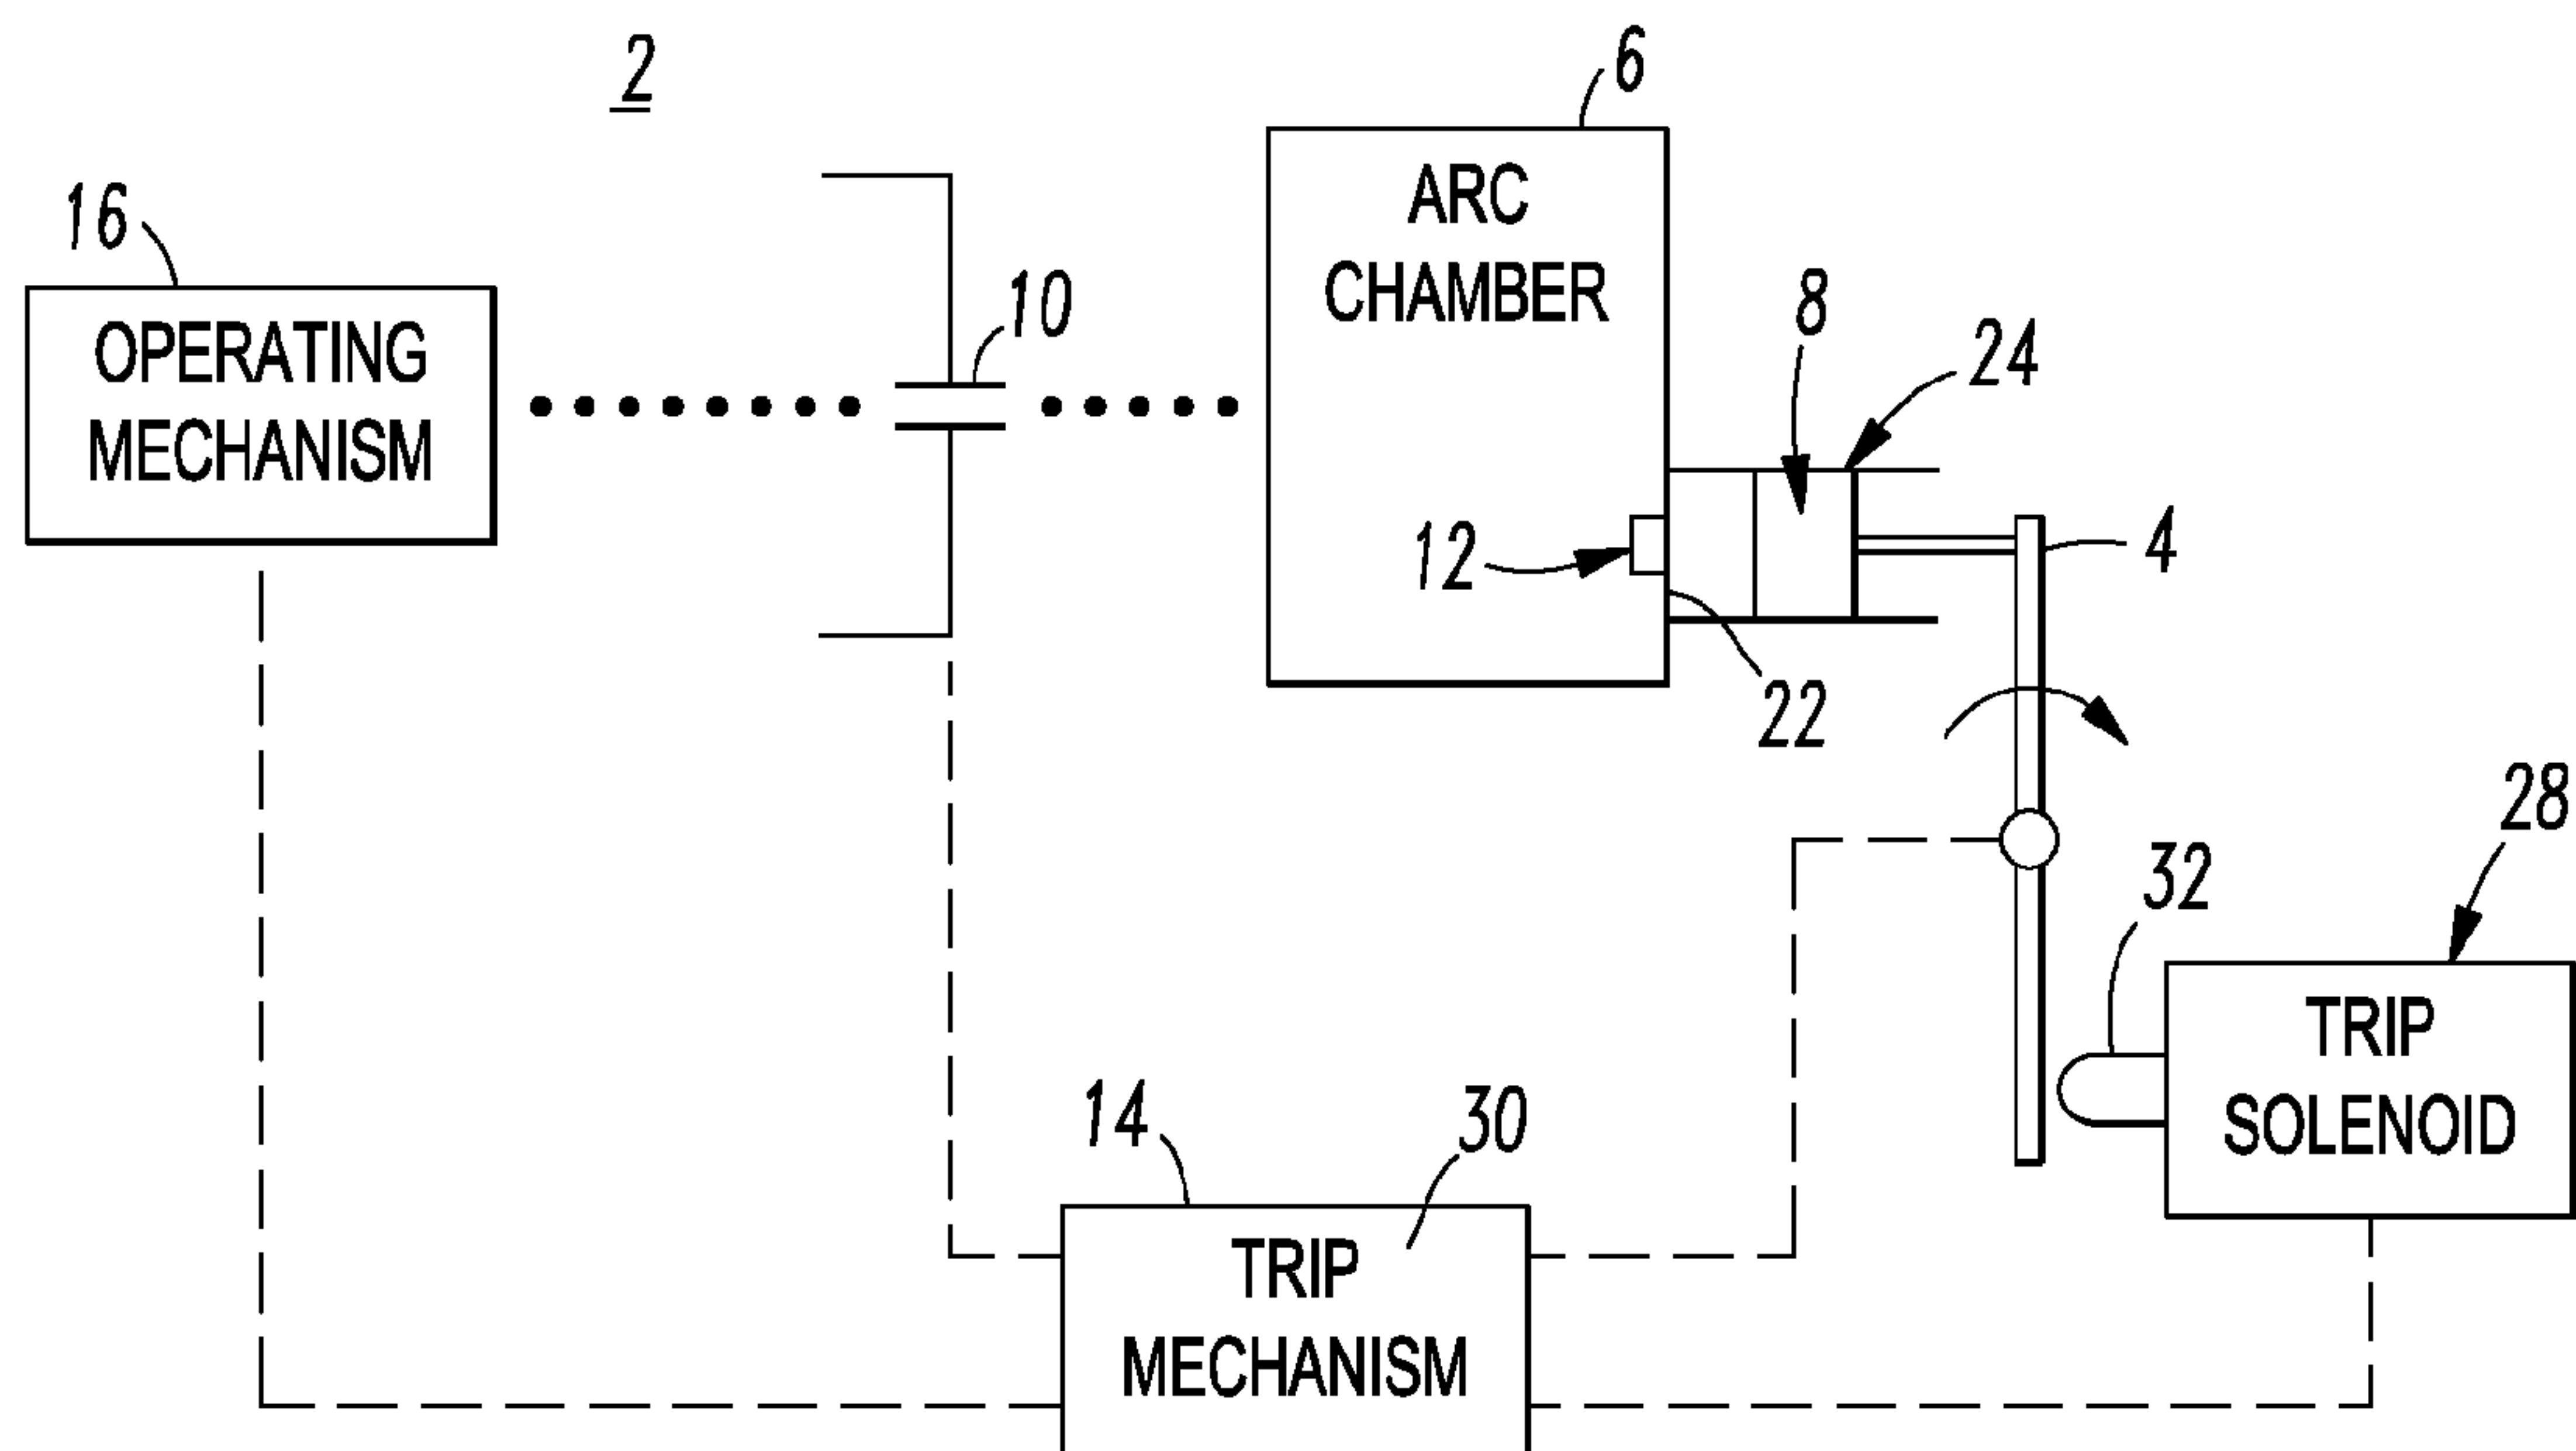 2
6
16
ARC
CHAMBER
10
8
24
OPERATING
MECHANISM
12
4
22
28
32
TRIP
SOLENOID
14
30
TRIP
MECHANISM